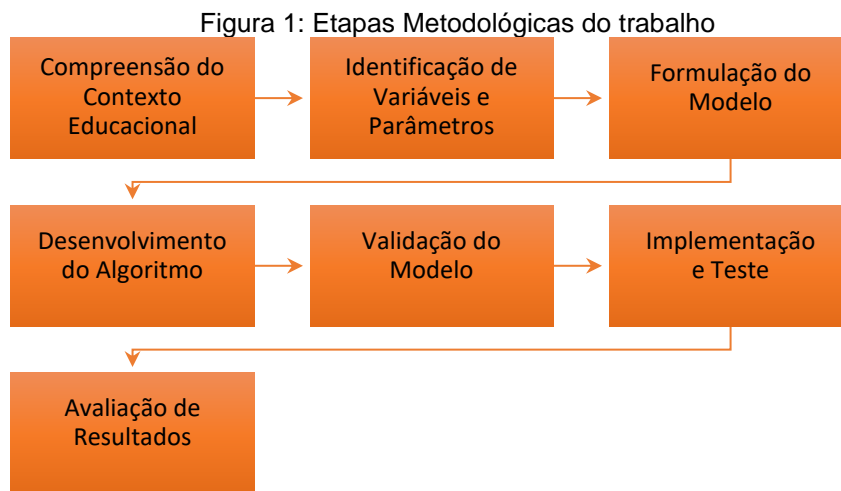 Figura 1: Etapas Metodológicas do trabalho
Compreensão do
Contexto
Educacional
Identificação de
Variáveis e
Parâmetros
Formulação do
Modelo
Desenvolvimento
do Algoritmo
Validação do
Modelo
Implementação
e Teste
Avaliação de
Resultados